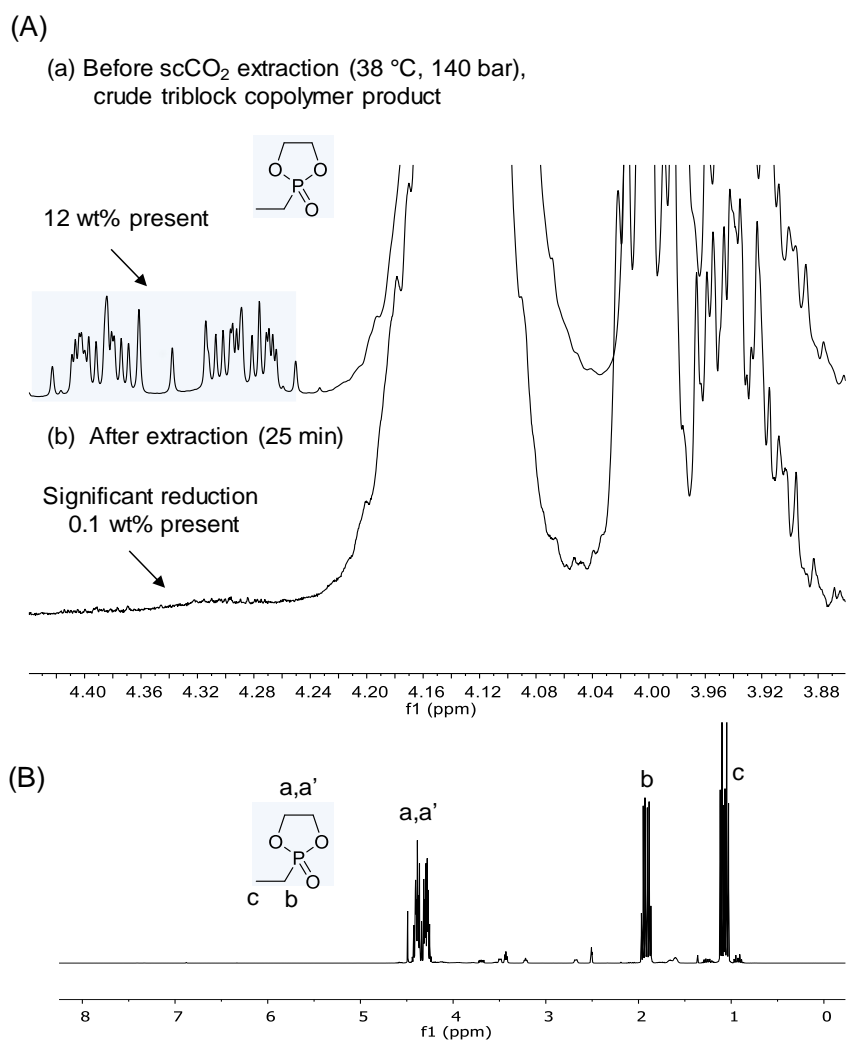 (A)
(a) Before scCO₂ extraction (38 °C, 140 bar),
crude triblock copolymer product
O
O
P
O
12 wt% present
(b) After extraction (25 min)
Significant reduction
0.1 wt% present
4.40 4.36 4.32 4.28 4.24 4.20 4.16 4.12 4.08 4.04 4.00 3.96 3.92 3.88
f1 (ppm)
(B)
a,a’
O
O
P
O
c b
a,a’
b
c
8 7 6 5 4 3 2 1 0
f1 (ppm)